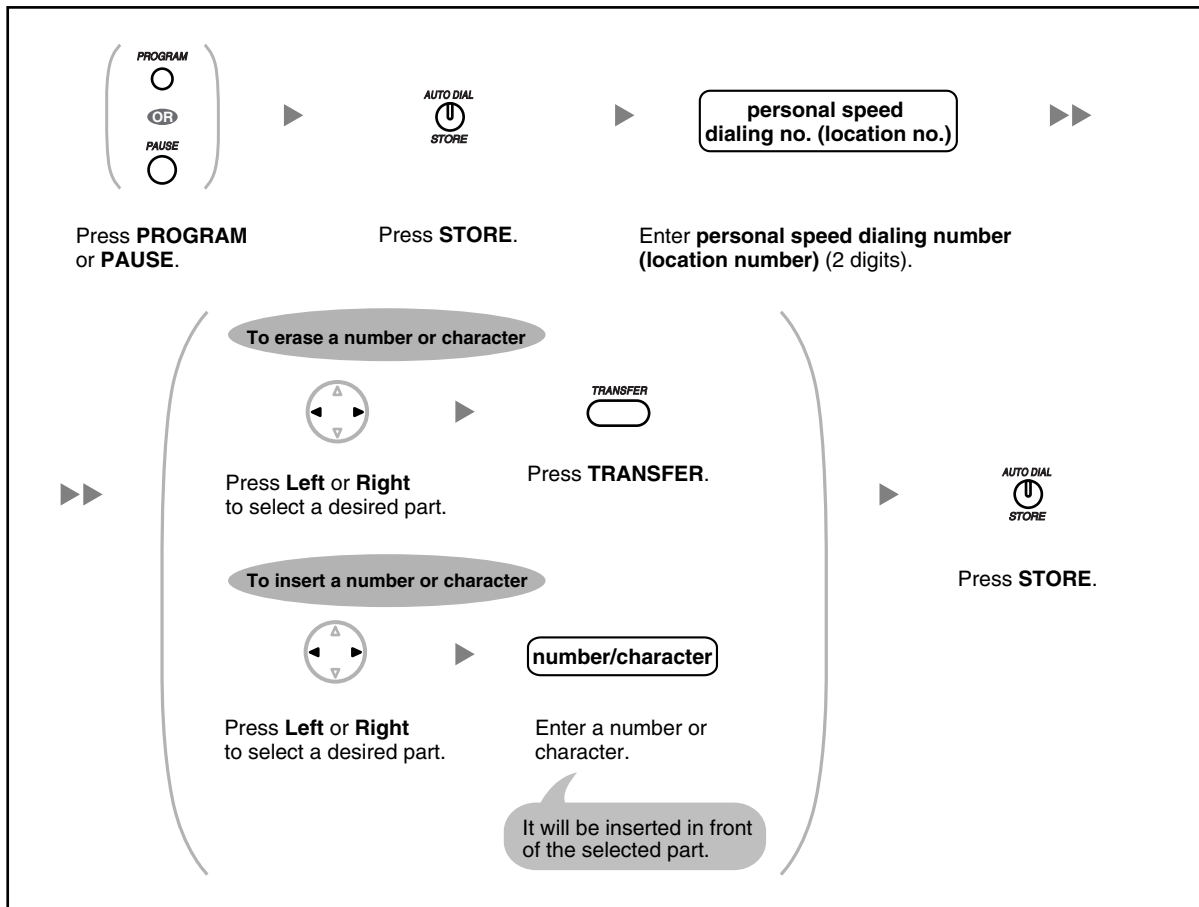 PROGRAM
OR
PAUSE
AUTO DIAL
STORE
personal speed
dialing no. (location no.)
Press PROGRAM
or PAUSE.
Press STORE.
Enter personal speed dialing number
(location number) (2 digits).
To erase a number or character
TRANSFER
Press Left or Right
to select a desired part.
Press TRANSFER.
To insert a number or character
number/character
Press Left or Right
to select a desired part.
Enter a number or
character.
It will be inserted in front
of the selected part.
AUTO DIAL
STORE
Press STORE.